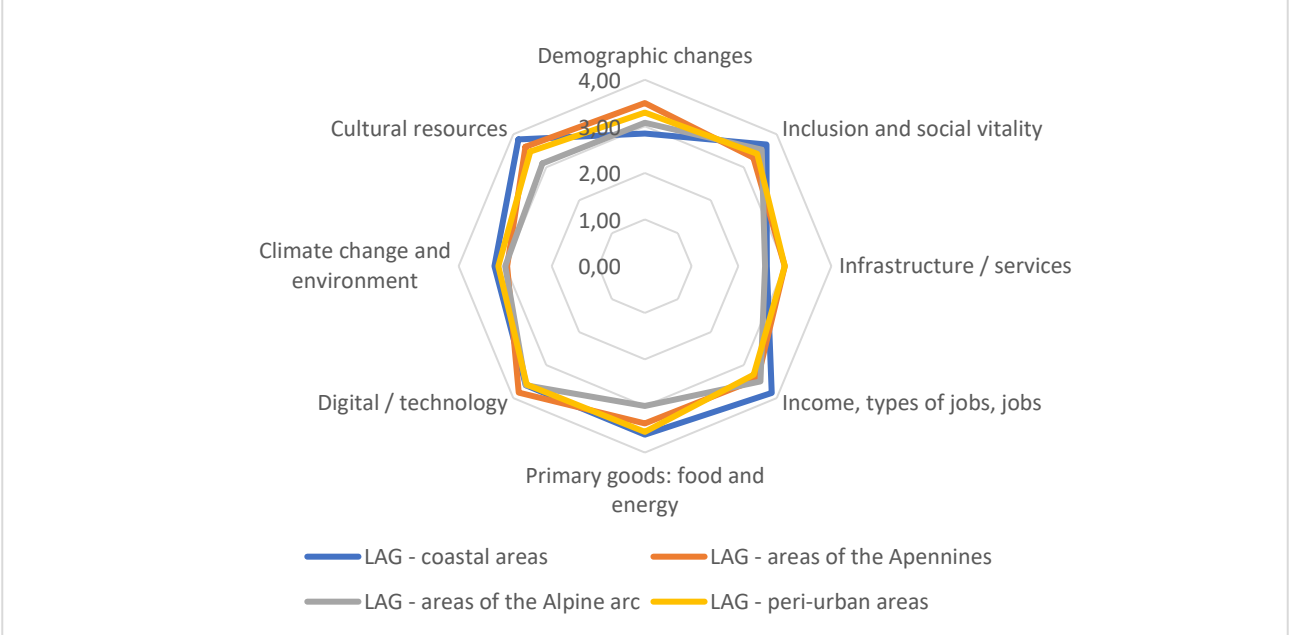 Demographic changes
4,00
Cultural resources
3,00
Inclusion and social vitality
2,00
1,00
Climate change and
environment
0,00
Infrastructure / services
Digital / technology
Income, types of jobs, jobs
Primary goods: food and
energy
LAG - coastal areas
LAG - areas of the Apennines
LAG - areas of the Alpine arc
LAG - peri-urban areas